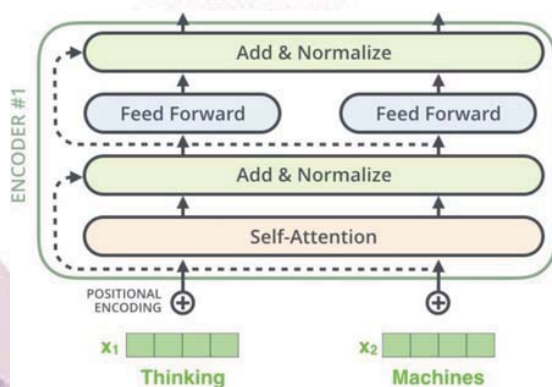 ENCODER #1
Add & Normalize
Feed Forward Feed Forward
Add & Normalize
Self-Attention
POSITIONAL
ENCODING
x1 x2
Thinking Machines